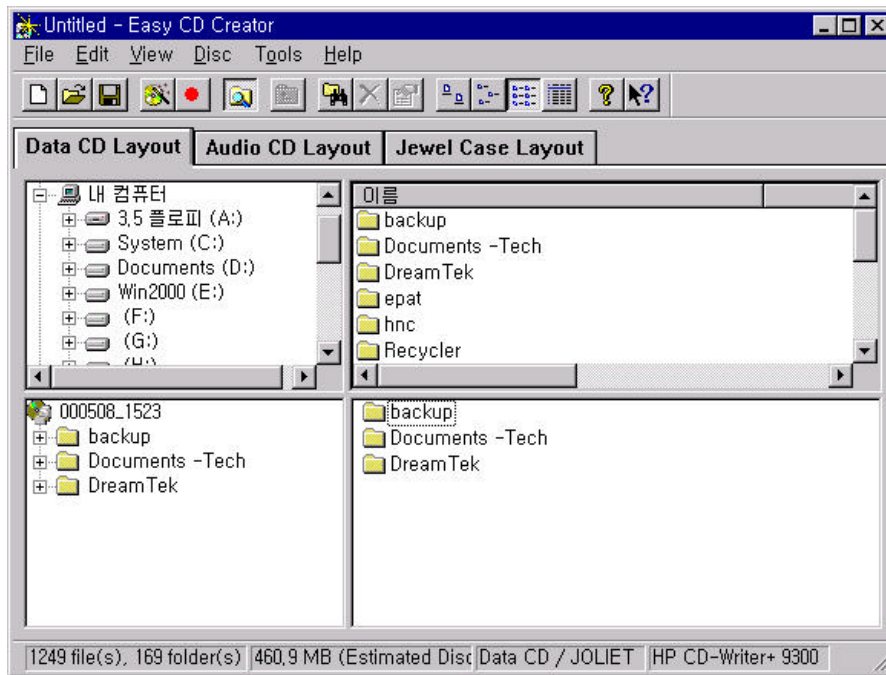 Untitled - Easy CD Creator
File Edit View Disc Tools Help
Data CD Layout Audio CD Layout Jewel Case Layout
내 컴퓨터
3,5 플로피 (A:)
System (C:)
Documents (D:)
Win2000 (E:)
(F:)
(G:)
(H:)
이름
backup
Documents -Tech
DreamTek
epat
hnc
Recycler
000508_1523
backup
Documents -Tech
DreamTek
backup
Documents -Tech
DreamTek
1249 file(s), 169 folder(s) 460,9 MB (Estimated Disc Data CD / JOLIET HP CD-Writer+ 9300